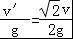 v′/g = √2v/2g